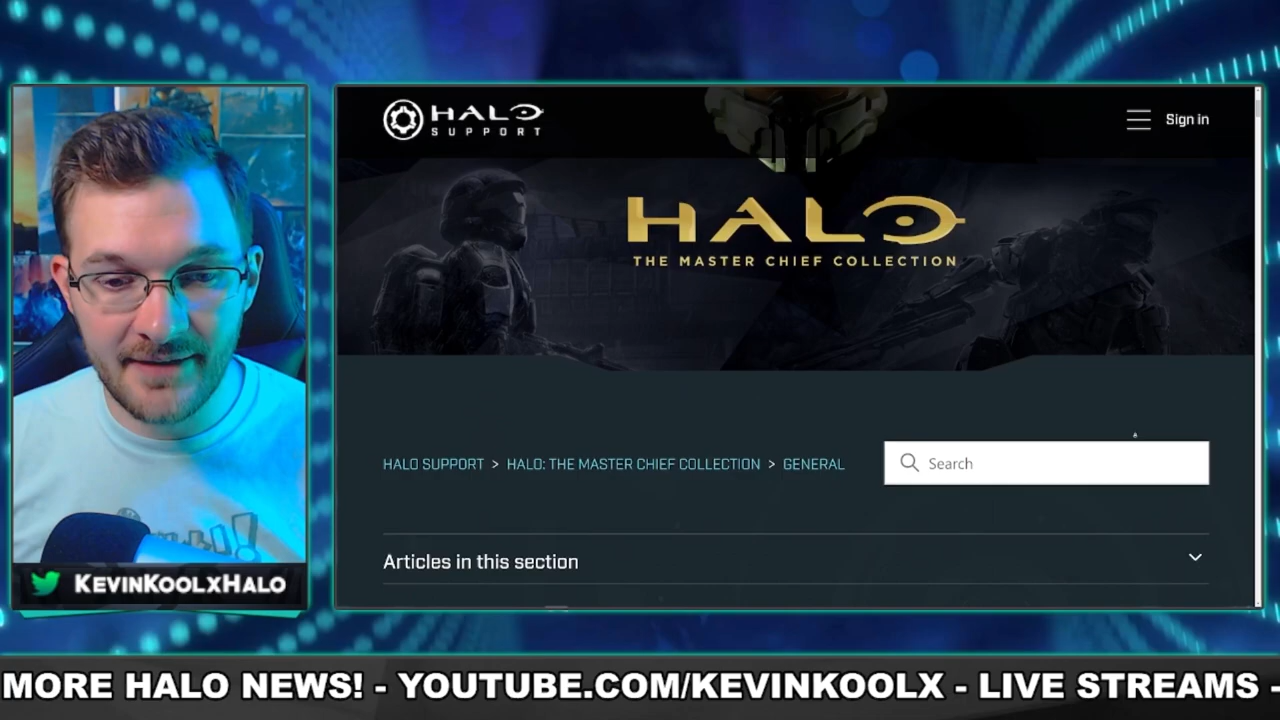 HALO
SUPPORT
Sign in
HALO
THE MASTER CHIEF COLLECTION
HALO SUPPORT > HALO: THE MASTER CHIEF COLLECTION > GENERAL
Search
Articles in this section
KEVINKOOLXHALO
MORE HALO NEWS! - YOUTUBE.COM/KEVINKOOLX - LIVE STREAMS -